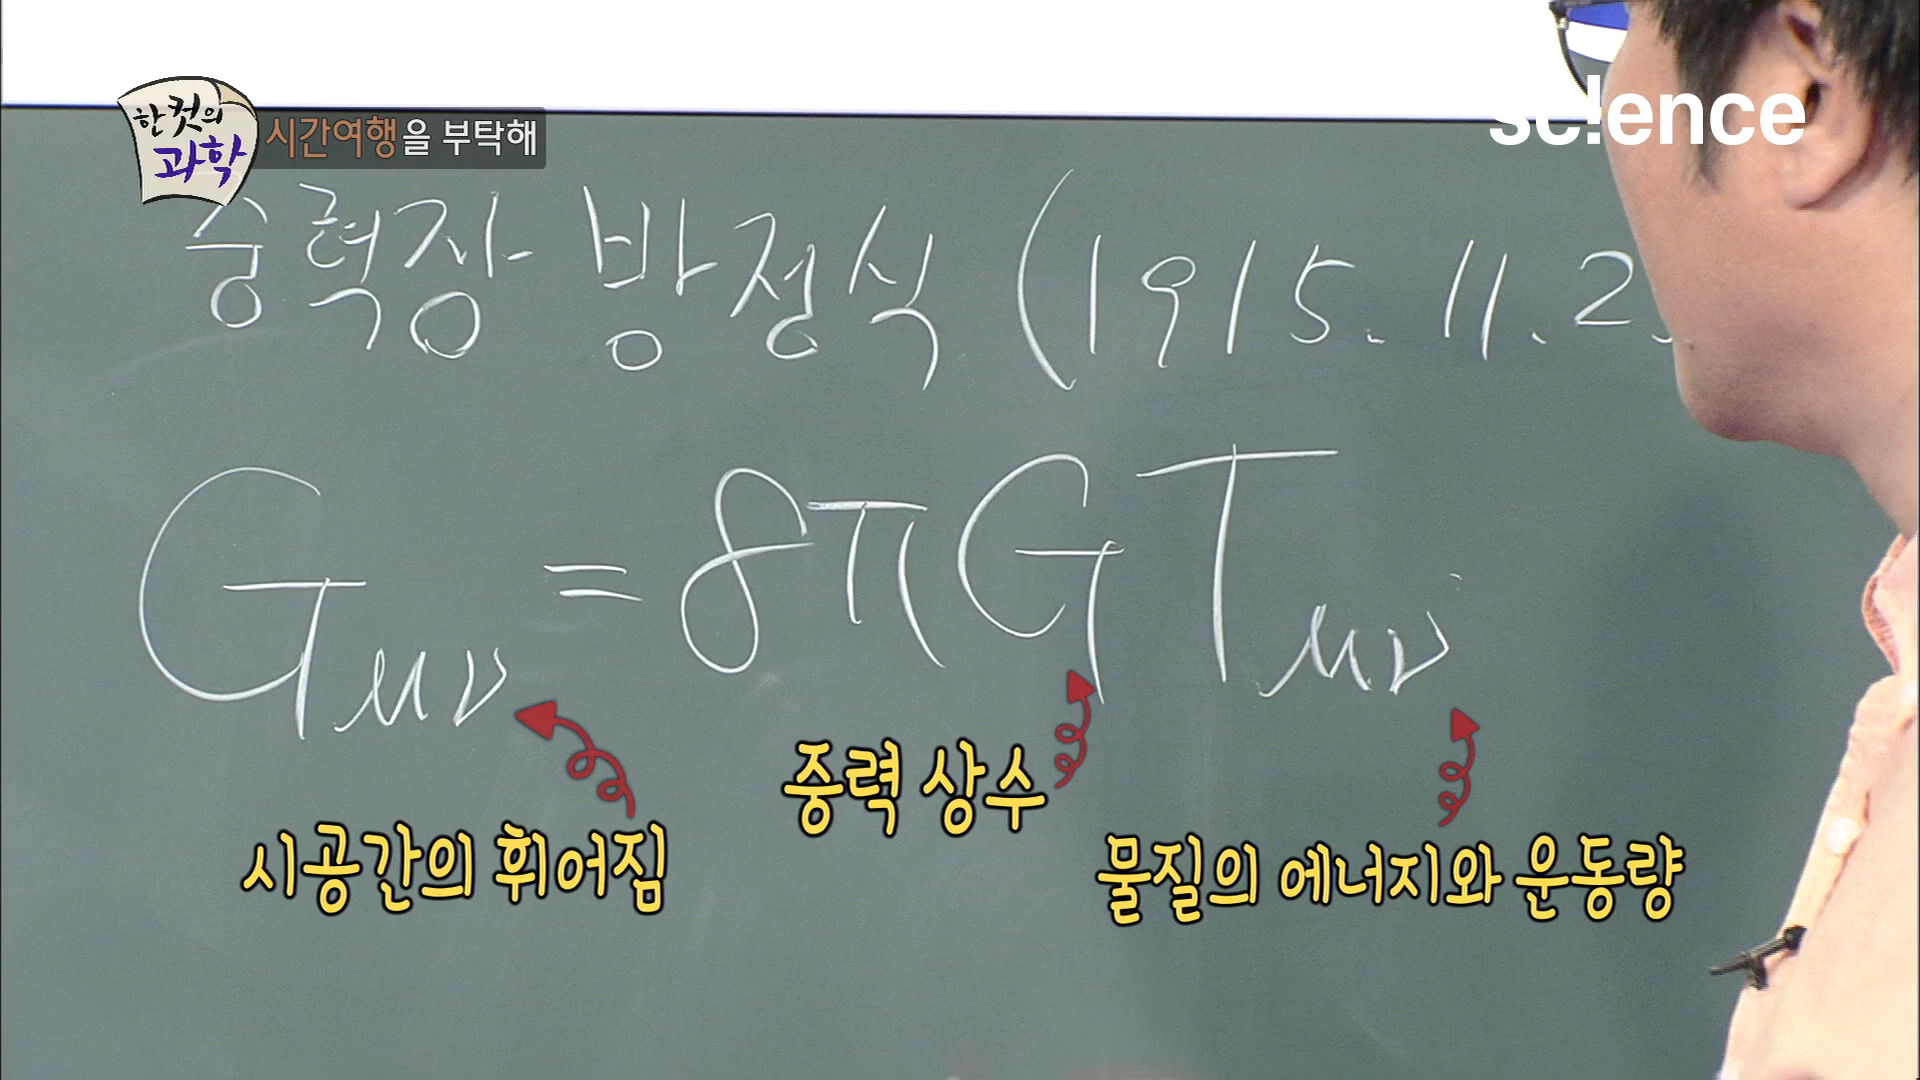 한컷의
과학
시간여행을 부탁해
science
중력장 방정식 (1915. 11. 2
Gμν = 8πG Tμν
중력 상수
시공간의 휘어짐
물질의 에너지와 운동량